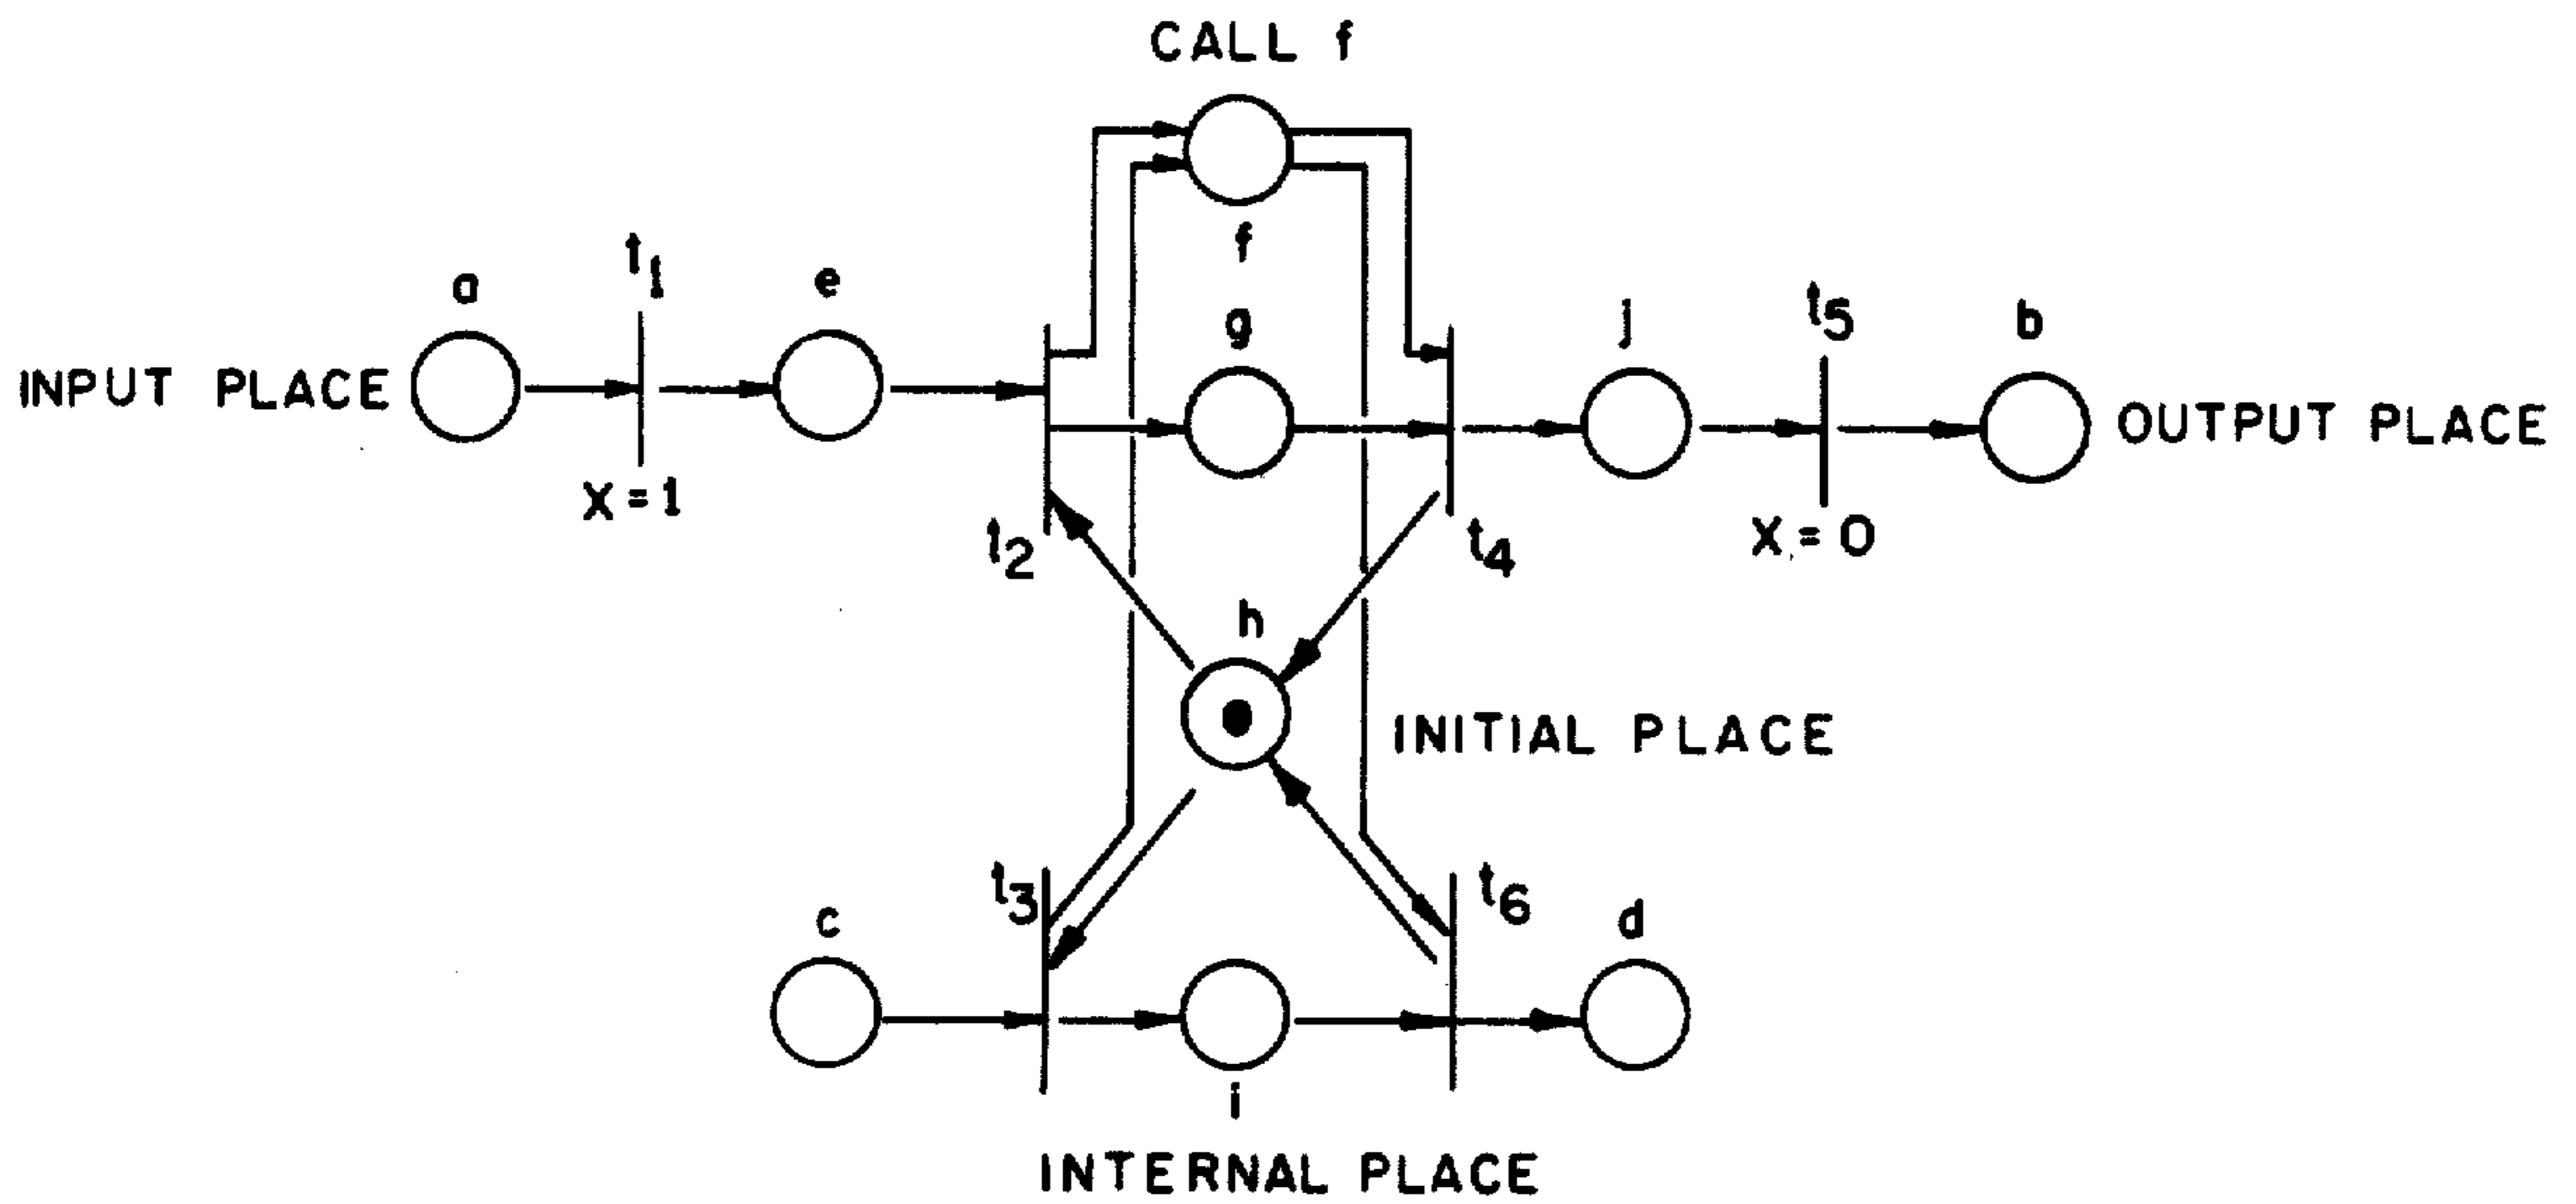 CALL f
f
a
t1
e
g
j
t5
b
INPUT PLACE
OUTPUT PLACE
X = 1
t2
t4
X = 0
h
INITIAL PLACE
t3
t6
c
d
i
INTERNAL PLACE